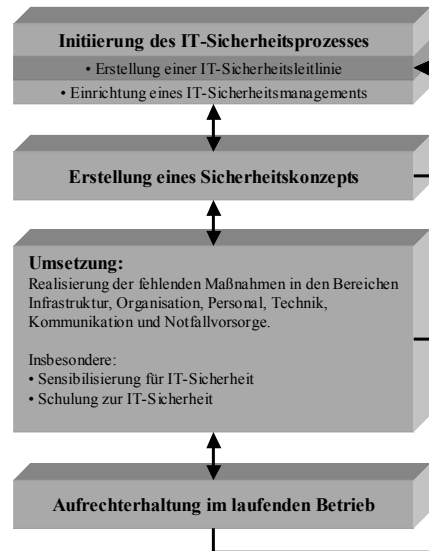 Initiierung des IT-Sicherheitsprozesses
• Erstellung einer IT-Sicherheitsleitlinie
• Einrichtung eines IT-Sicherheitsmanagements
Erstellung eines Sicherheitskonzepts
Umsetzung:
Realisierung der fehlenden Maßnahmen in den Bereichen
Infrastruktur, Organisation, Personal, Technik,
Kommunikation und Notfallvorsorge.
Insbesondere:
• Sensibilisierung für IT-Sicherheit
• Schulung zur IT-Sicherheit
Aufrechterhaltung im laufenden Betrieb